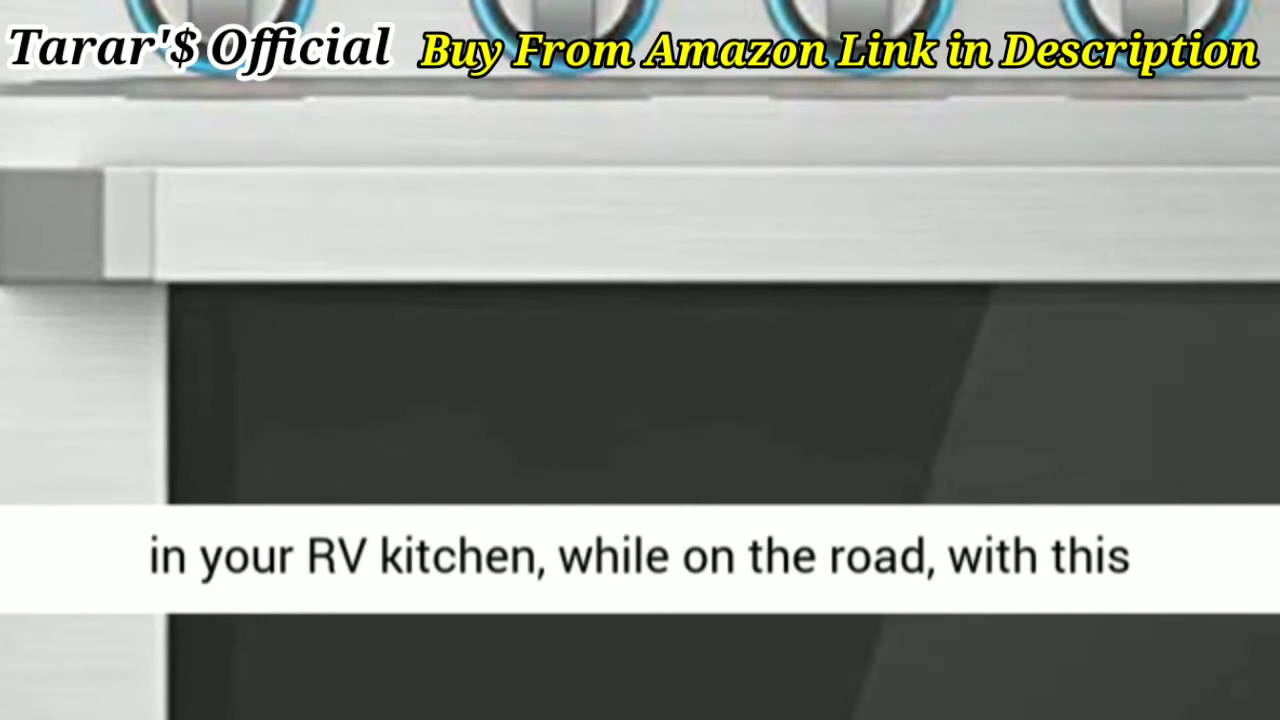 Tarar'$ Official Buy From Amazon Link in Description
in your RV kitchen, while on the road, with this